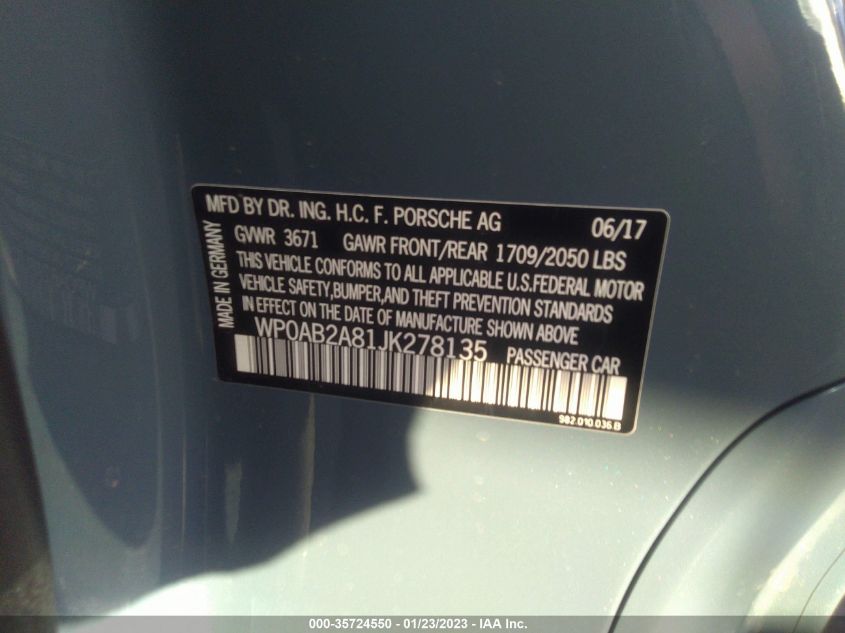 MFD BY DR. ING. H.C. F. PORSCHE AG 06/17
GVWR 3671 GAWR FRONT/REAR 1709/2050 LBS
THIS VEHICLE CONFORMS TO ALL APPLICABLE U.S.FEDERAL MOTOR
VEHICLE SAFETY,BUMPER,AND THEFT PREVENTION STANDARDS
IN EFFECT ON THE DATE OF MANUFACTURE SHOWN ABOVE
WP0AB2A81JK278135 PASSENGER CAR
MADE IN GERMANY
982.010.036.B
000-35724550 - 01/23/2023 - IAA Inc.